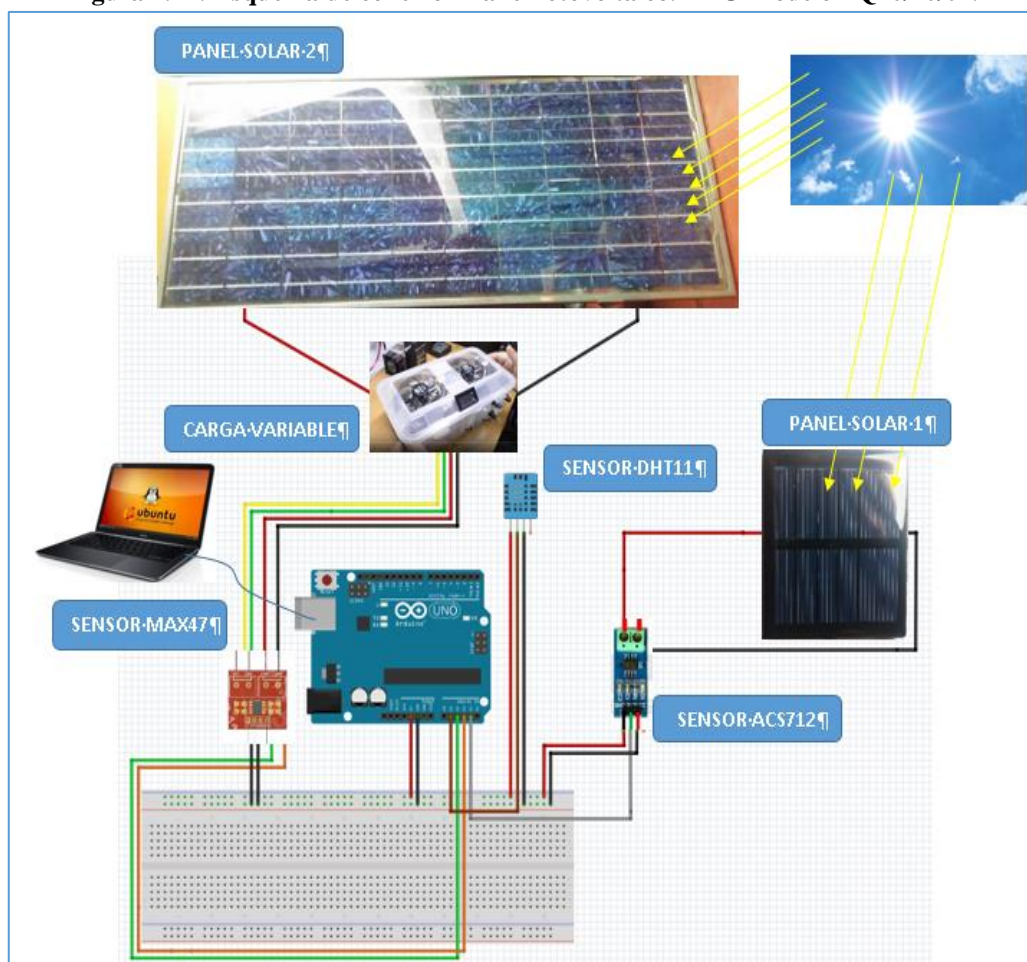 PANEL·SOLAR·2¶
CARGA·VARIABLE¶
PANEL·SOLAR·1¶
SENSOR·DHT11¶
ubuntu
SENSOR·MAX47¶
UNO
Arduino
SENSOR·ACS712¶